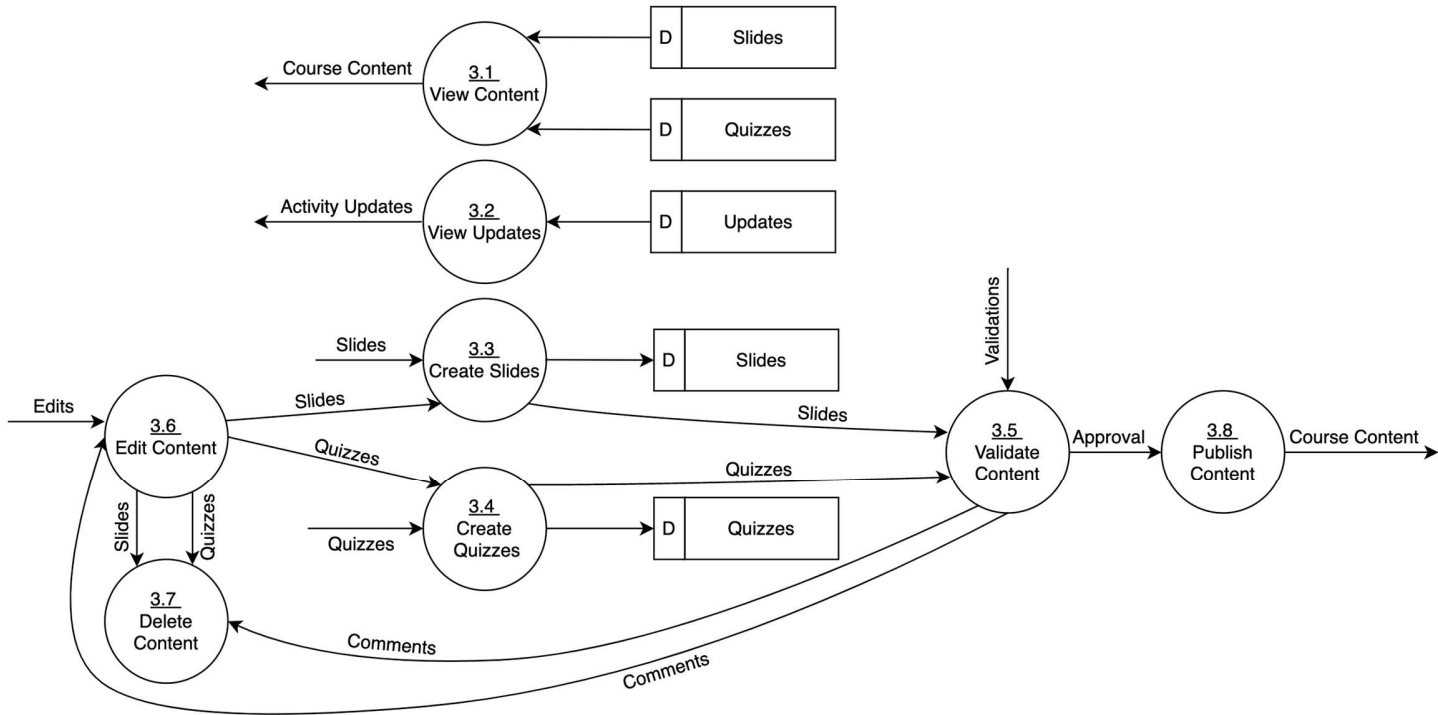 D
Slides
3.1
View Content
Course Content
D
Quizzes
3.2
View Updates
Activity Updates
D
Updates
Validations
Slides
3.3
Create Slides
D
Slides
Edits
3.6
Edit Content
Slides
Slides
3.5
Validate
Content
Approval
3.8
Publish
Content
Course Content
Quizzes
Quizzes
3.4
Create
Quizzes
D
Quizzes
Quizzes
Slides
Quizzes
3.7
Delete
Content
Comments
Comments